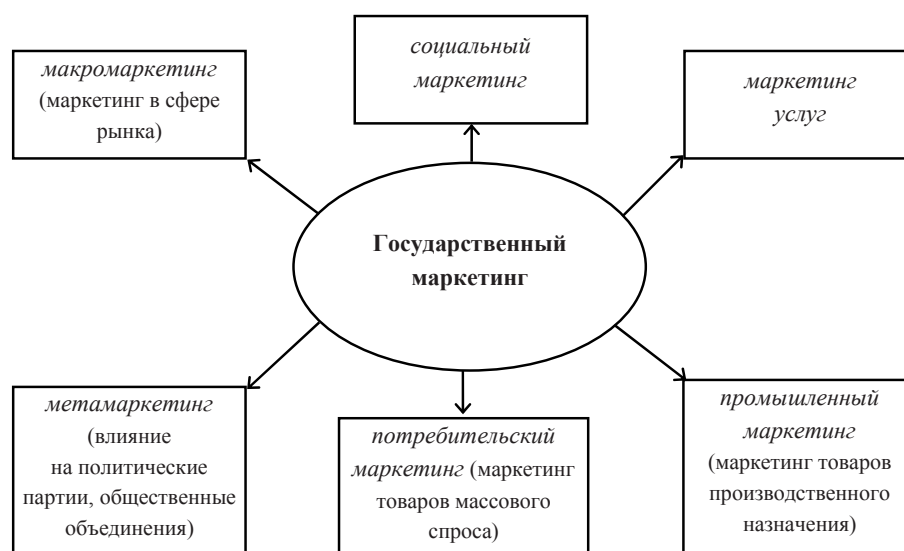 макромаркетинг
(маркетинг в сфере
рынка)
социальный
маркетинг
маркетинг
услуг
Государственный
маркетинг
метамаркетинг
(влияние
на политические
партии, общественные
объединения)
потребительский
маркетинг (маркетинг
товаров массового
спроса)
промышленный
маркетинг
(маркетинг товаров
производственного
назначения)